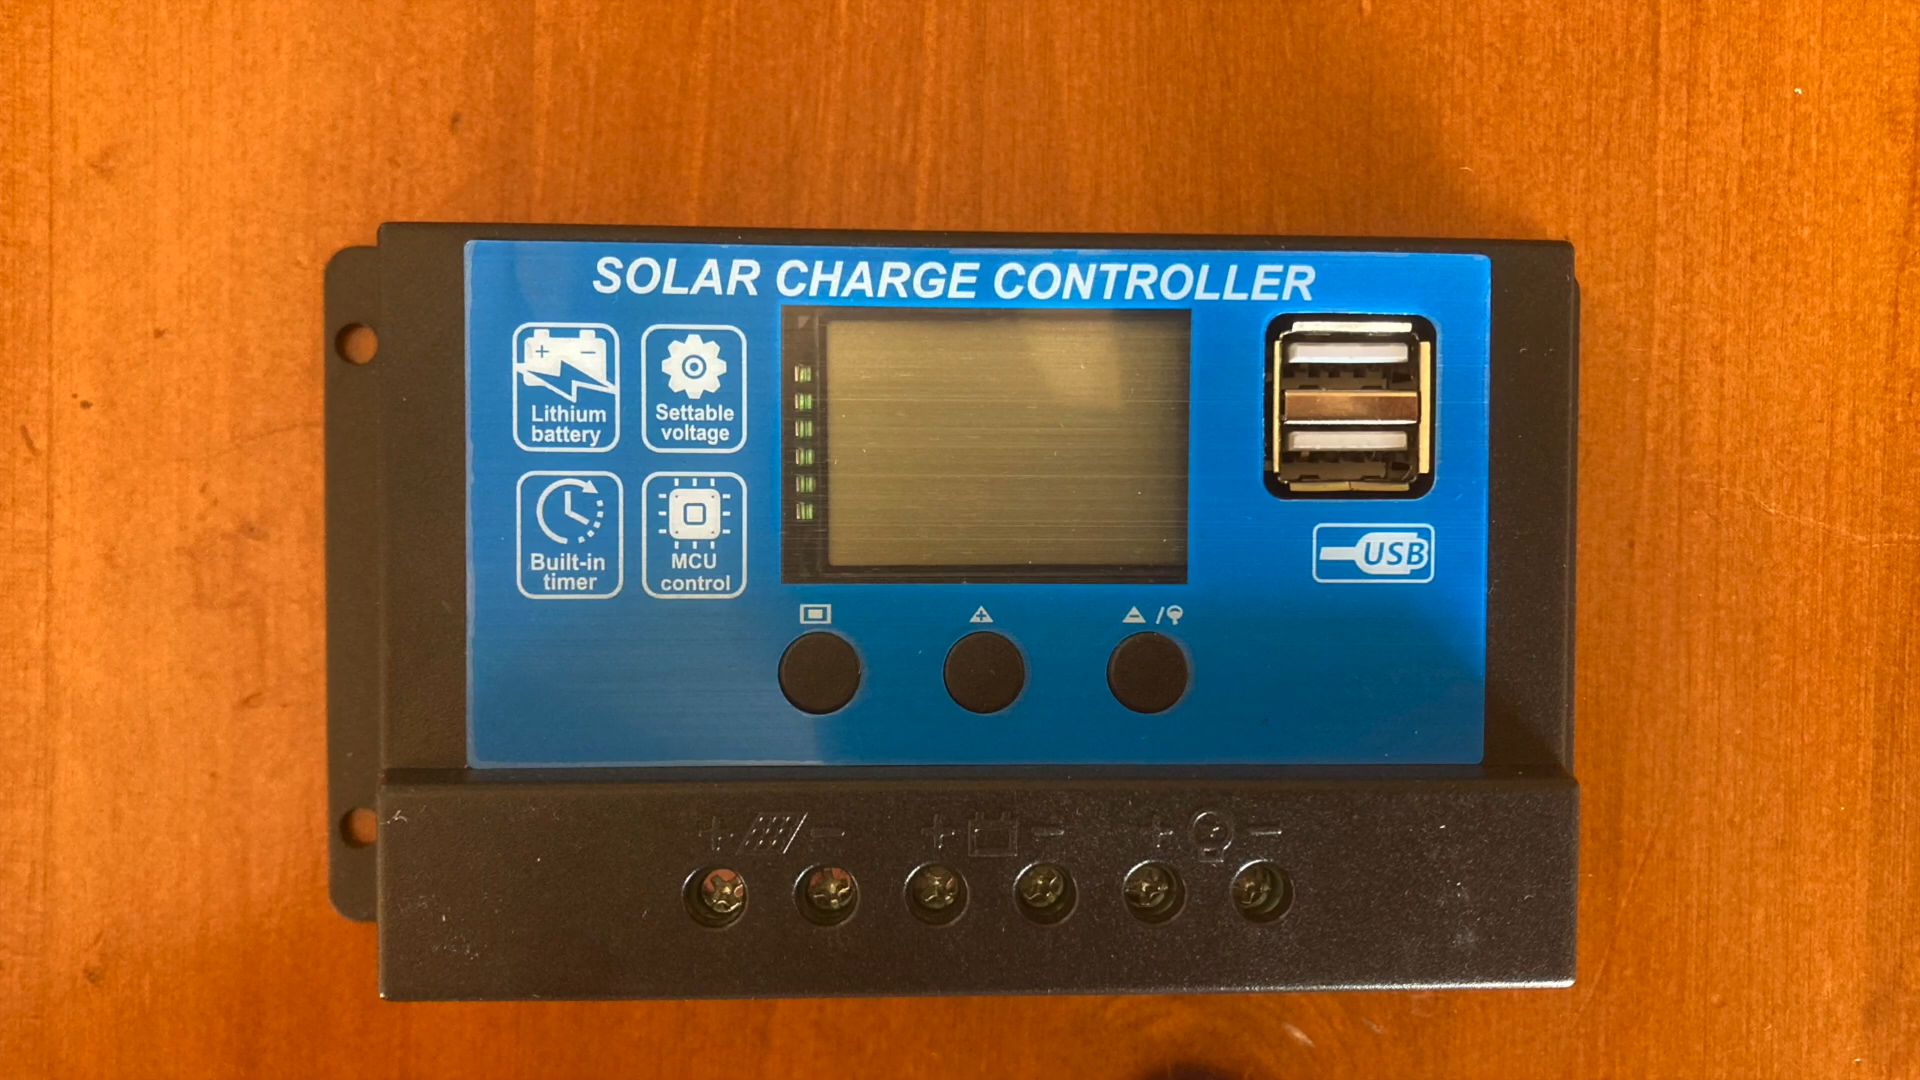 SOLAR CHARGE CONTROLLER
+ -
Lithium
battery
Settable
voltage
Built-in
timer
MCU
control
USB
+
- /
+ - + - + -